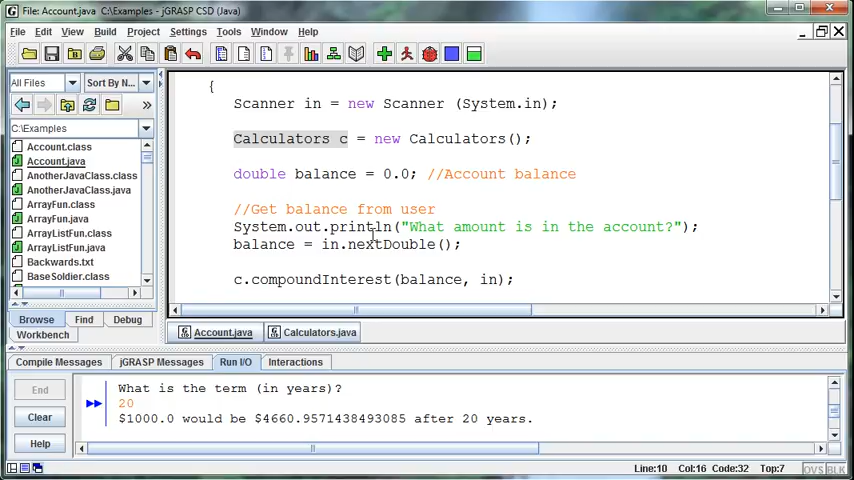 File: Account.java C:\Examples - jGRASP CSD (Java)
File Edit View Build Project Settings Tools Window Help
All Files Sort By N...
C:\Examples
Account.class
Account.java
AnotherJavaClass.class
AnotherJavaClass.java
ArrayFun.class
ArrayFun.java
ArrayListFun.class
ArrayListFun.java
Backwards.txt
BaseSoldier.class
Browse Find Debug
Workbench
{
Scanner in = new Scanner (System.in);
Calculators c = new Calculators();
double balance = 0.0; //Account balance
//Get balance from user
System.out.println("What amount is in the account?");
balance = in.nextDouble();
c.compoundInterest(balance, in);
Account.java Calculators.java
Compile Messages jGRASP Messages Run I/O Interactions
End
Clear
Help
What is the term (in years)?
20
$1000.0 would be $4660.9571438493085 after 20 years.
Line:10 Col:16 Code:32 Top:7 OVS BLK